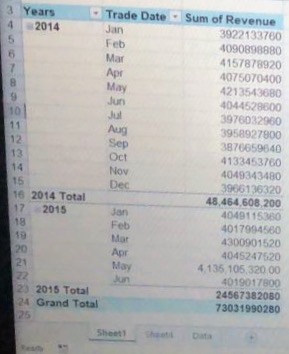 3 Years Trade Date Sum of Revenue
4 2014 Jan 3922133760
5 Feb 4090898880
6 Mar 4157878920
7 Apr 4075070400
8 May 4213543680
9 Jun 4044528600
10 Jul 3976032960
11 Aug 3958927800
12 Sep 3876659640
13 Oct 4133453760
14 Nov 4049343480
15 Dec 3966136320
16 2014 Total 48,464,608,200
17 2015 Jan 4049115360
18 Feb 4017994560
19 Mar 4300901520
20 Apr 4045247520
21 May 4,135,105,320.00
22 Jun 4019017800
23 2015 Total 24567382080
24 Grand Total 73031990280
25
Sheet1 Sheet4 Data
Ready